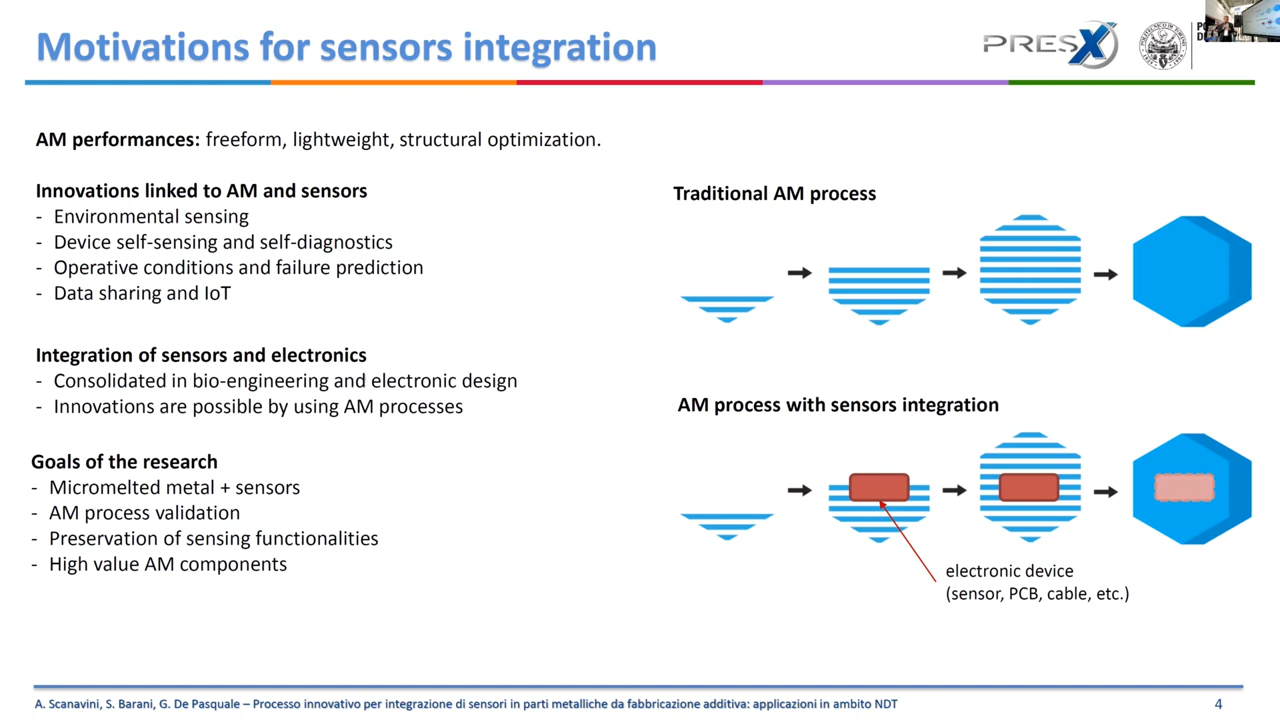 Motivations for sensors integration
PRESX
AM performances: freeform, lightweight, structural optimization.
Innovations linked to AM and sensors
- Environmental sensing
- Device self-sensing and self-diagnostics
- Operative conditions and failure prediction
- Data sharing and IoT
Integration of sensors and electronics
- Consolidated in bio-engineering and electronic design
- Innovations are possible by using AM processes
Goals of the research
- Micromelted metal + sensors
- AM process validation
- Preservation of sensing functionalities
- High value AM components
Traditional AM process
AM process with sensors integration
electronic device
(sensor, PCB, cable, etc.)
A. Scanavini, S. Barani, G. De Pasquale – Processo innovativo per integrazione di sensori in parti metalliche da fabbricazione additiva: applicazioni in ambito NDT
4